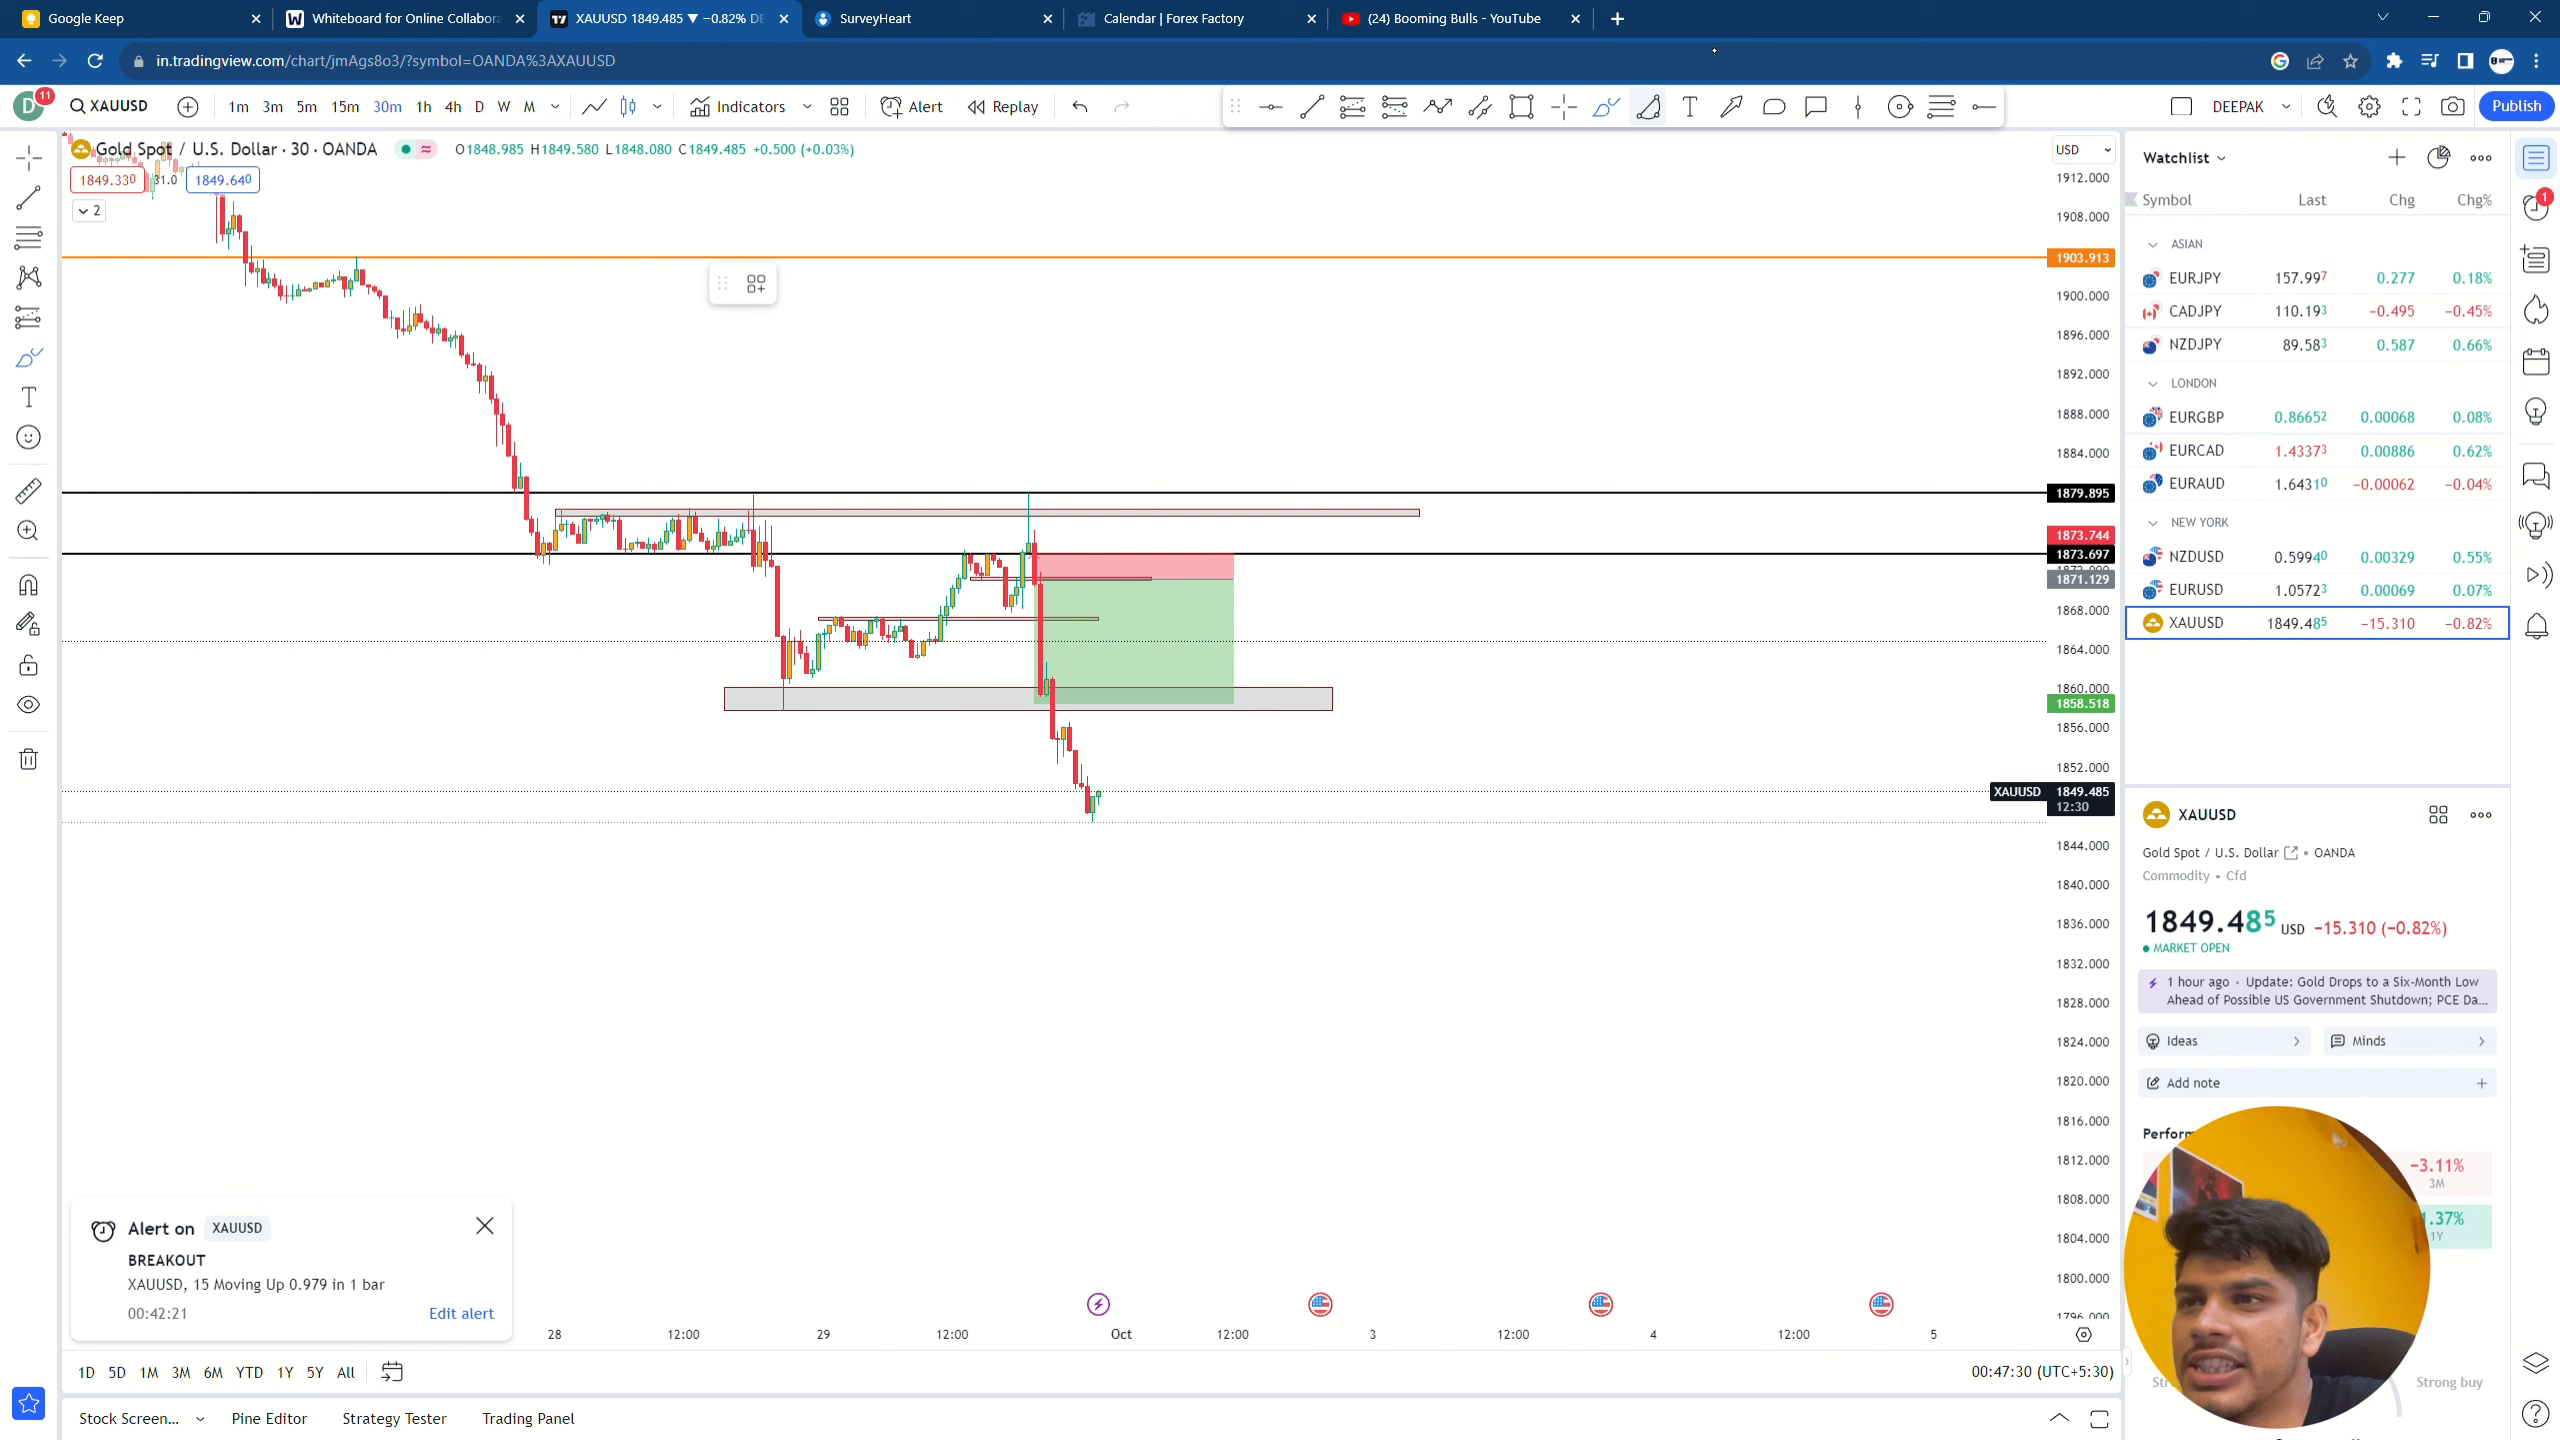 Google Keep
Whiteboard for Online Collabora
XAUUSD 1849.485 ▼ −0.82% DE
SurveyHeart
Calendar | Forex Factory
(24) Booming Bulls - YouTube
in.tradingview.com/chart/jmAgs8o3/?symbol=OANDA%3AXAUUSD
D
11
XAUUSD
1m 3m 5m 15m 30m 1h 4h D W M
Indicators
Alert
Replay
DEEPAK
Publish
Gold Spot / U.S. Dollar · 30 · OANDA
O1848.985 H1849.580 L1848.080 C1849.485 +0.500 (+0.03%)
1849.330 31.0 1849.640
2
USD
1912.000
1908.000
1903.913
1900.000
1896.000
1892.000
1888.000
1884.000
1879.895
1873.744
1873.697
1871.129
1868.000
1864.000
1860.000
1858.518
1856.000
1852.000
XAUUSD 1849.485
12:30
1844.000
1840.000
1836.000
1832.000
1828.000
1824.000
1820.000
1816.000
1812.000
1808.000
1804.000
1800.000
1796.000
Alert on XAUUSD
BREAKOUT
XAUUSD, 15 Moving Up 0.979 in 1 bar
00:42:21 Edit alert
28 12:00 29 12:00 Oct 12:00 3 12:00 4 12:00 5
1D 5D 1M 3M 6M YTD 1Y 5Y All
00:47:30 (UTC+5:30)
Stock Screen... Pine Editor Strategy Tester Trading Panel
Watchlist
Symbol Last Chg Chg%
ASIAN
EURJPY 157.997 0.277 0.18%
CADJPY 110.193 −0.495 −0.45%
NZDJPY 89.583 0.587 0.66%
LONDON
EURGBP 0.86652 0.00068 0.08%
EURCAD 1.43373 0.00886 0.62%
EURAUD 1.64310 −0.00062 −0.04%
NEW YORK
NZDUSD 0.59940 0.00329 0.55%
EURUSD 1.05723 0.00069 0.07%
XAUUSD 1849.485 −15.310 −0.82%
XAUUSD
Gold Spot / U.S. Dollar • OANDA
Commodity • Cfd
1849.485 USD −15.310 (−0.82%)
MARKET OPEN
1 hour ago · Update: Gold Drops to a Six-Month Low
Ahead of Possible US Government Shutdown; PCE Da...
Ideas
Minds
Add note
Perform
−3.11%
3M
1.37%
1Y
Strong buy
1